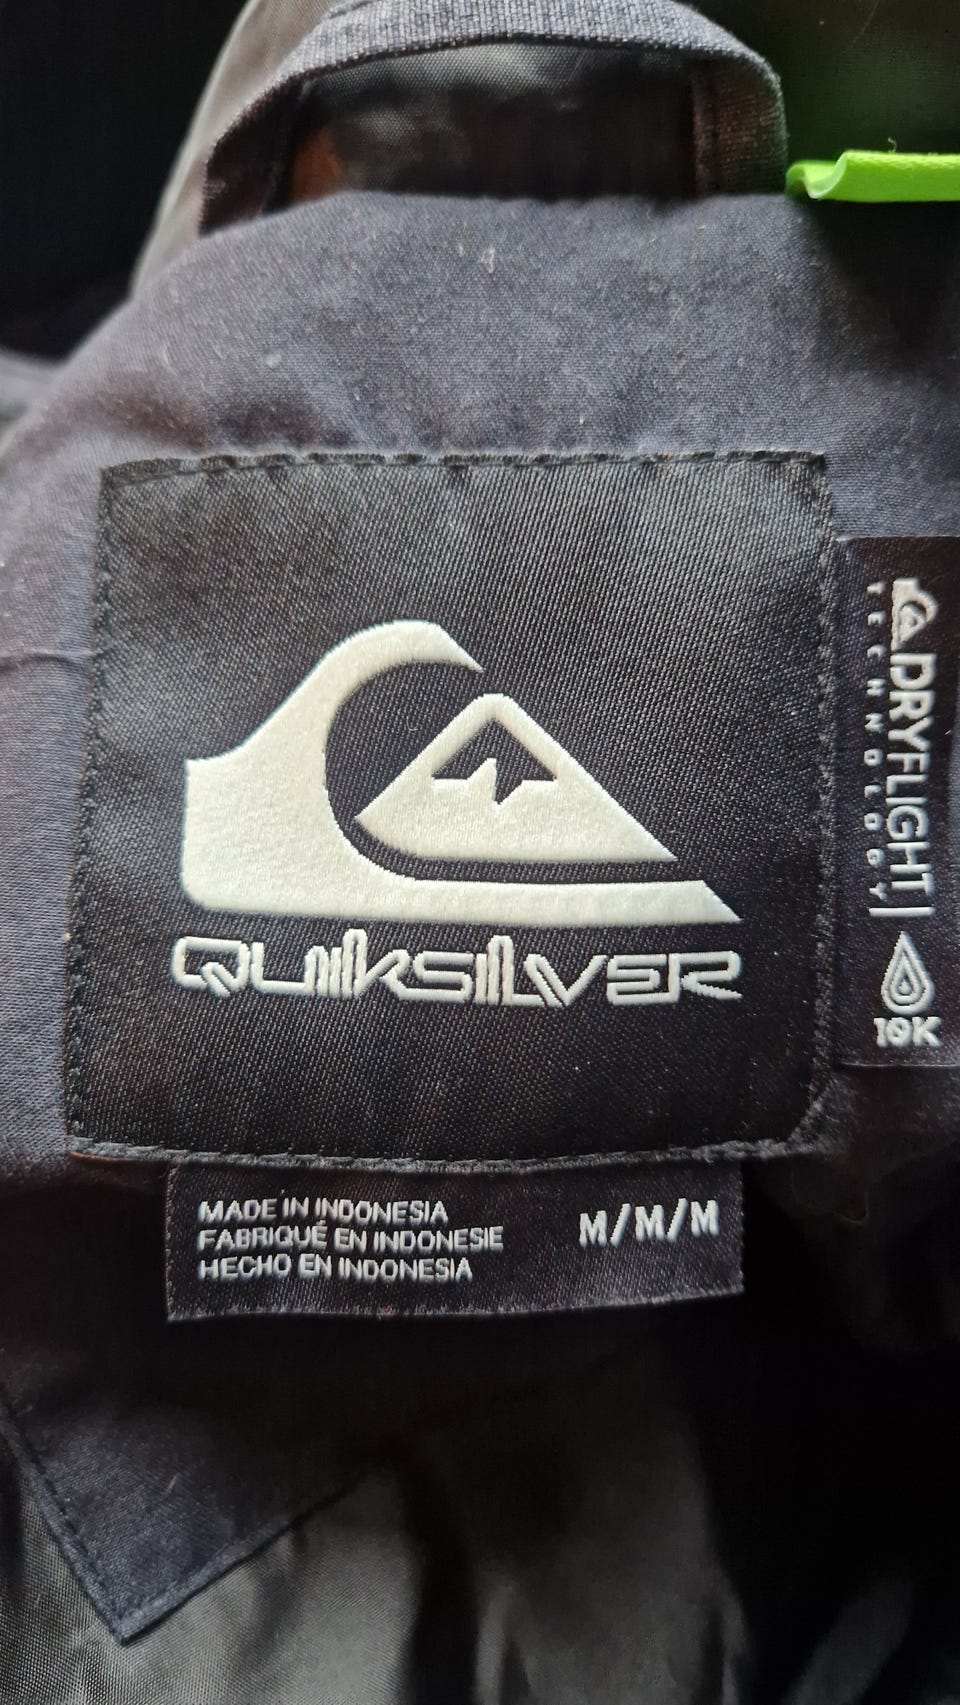 QUIKSILVER
DRYFLIGHT
TECHNOLOGY
10K
MADE IN INDONESIA
FABRIQUÉ EN INDONESIE
HECHO EN INDONESIA
M/M/M